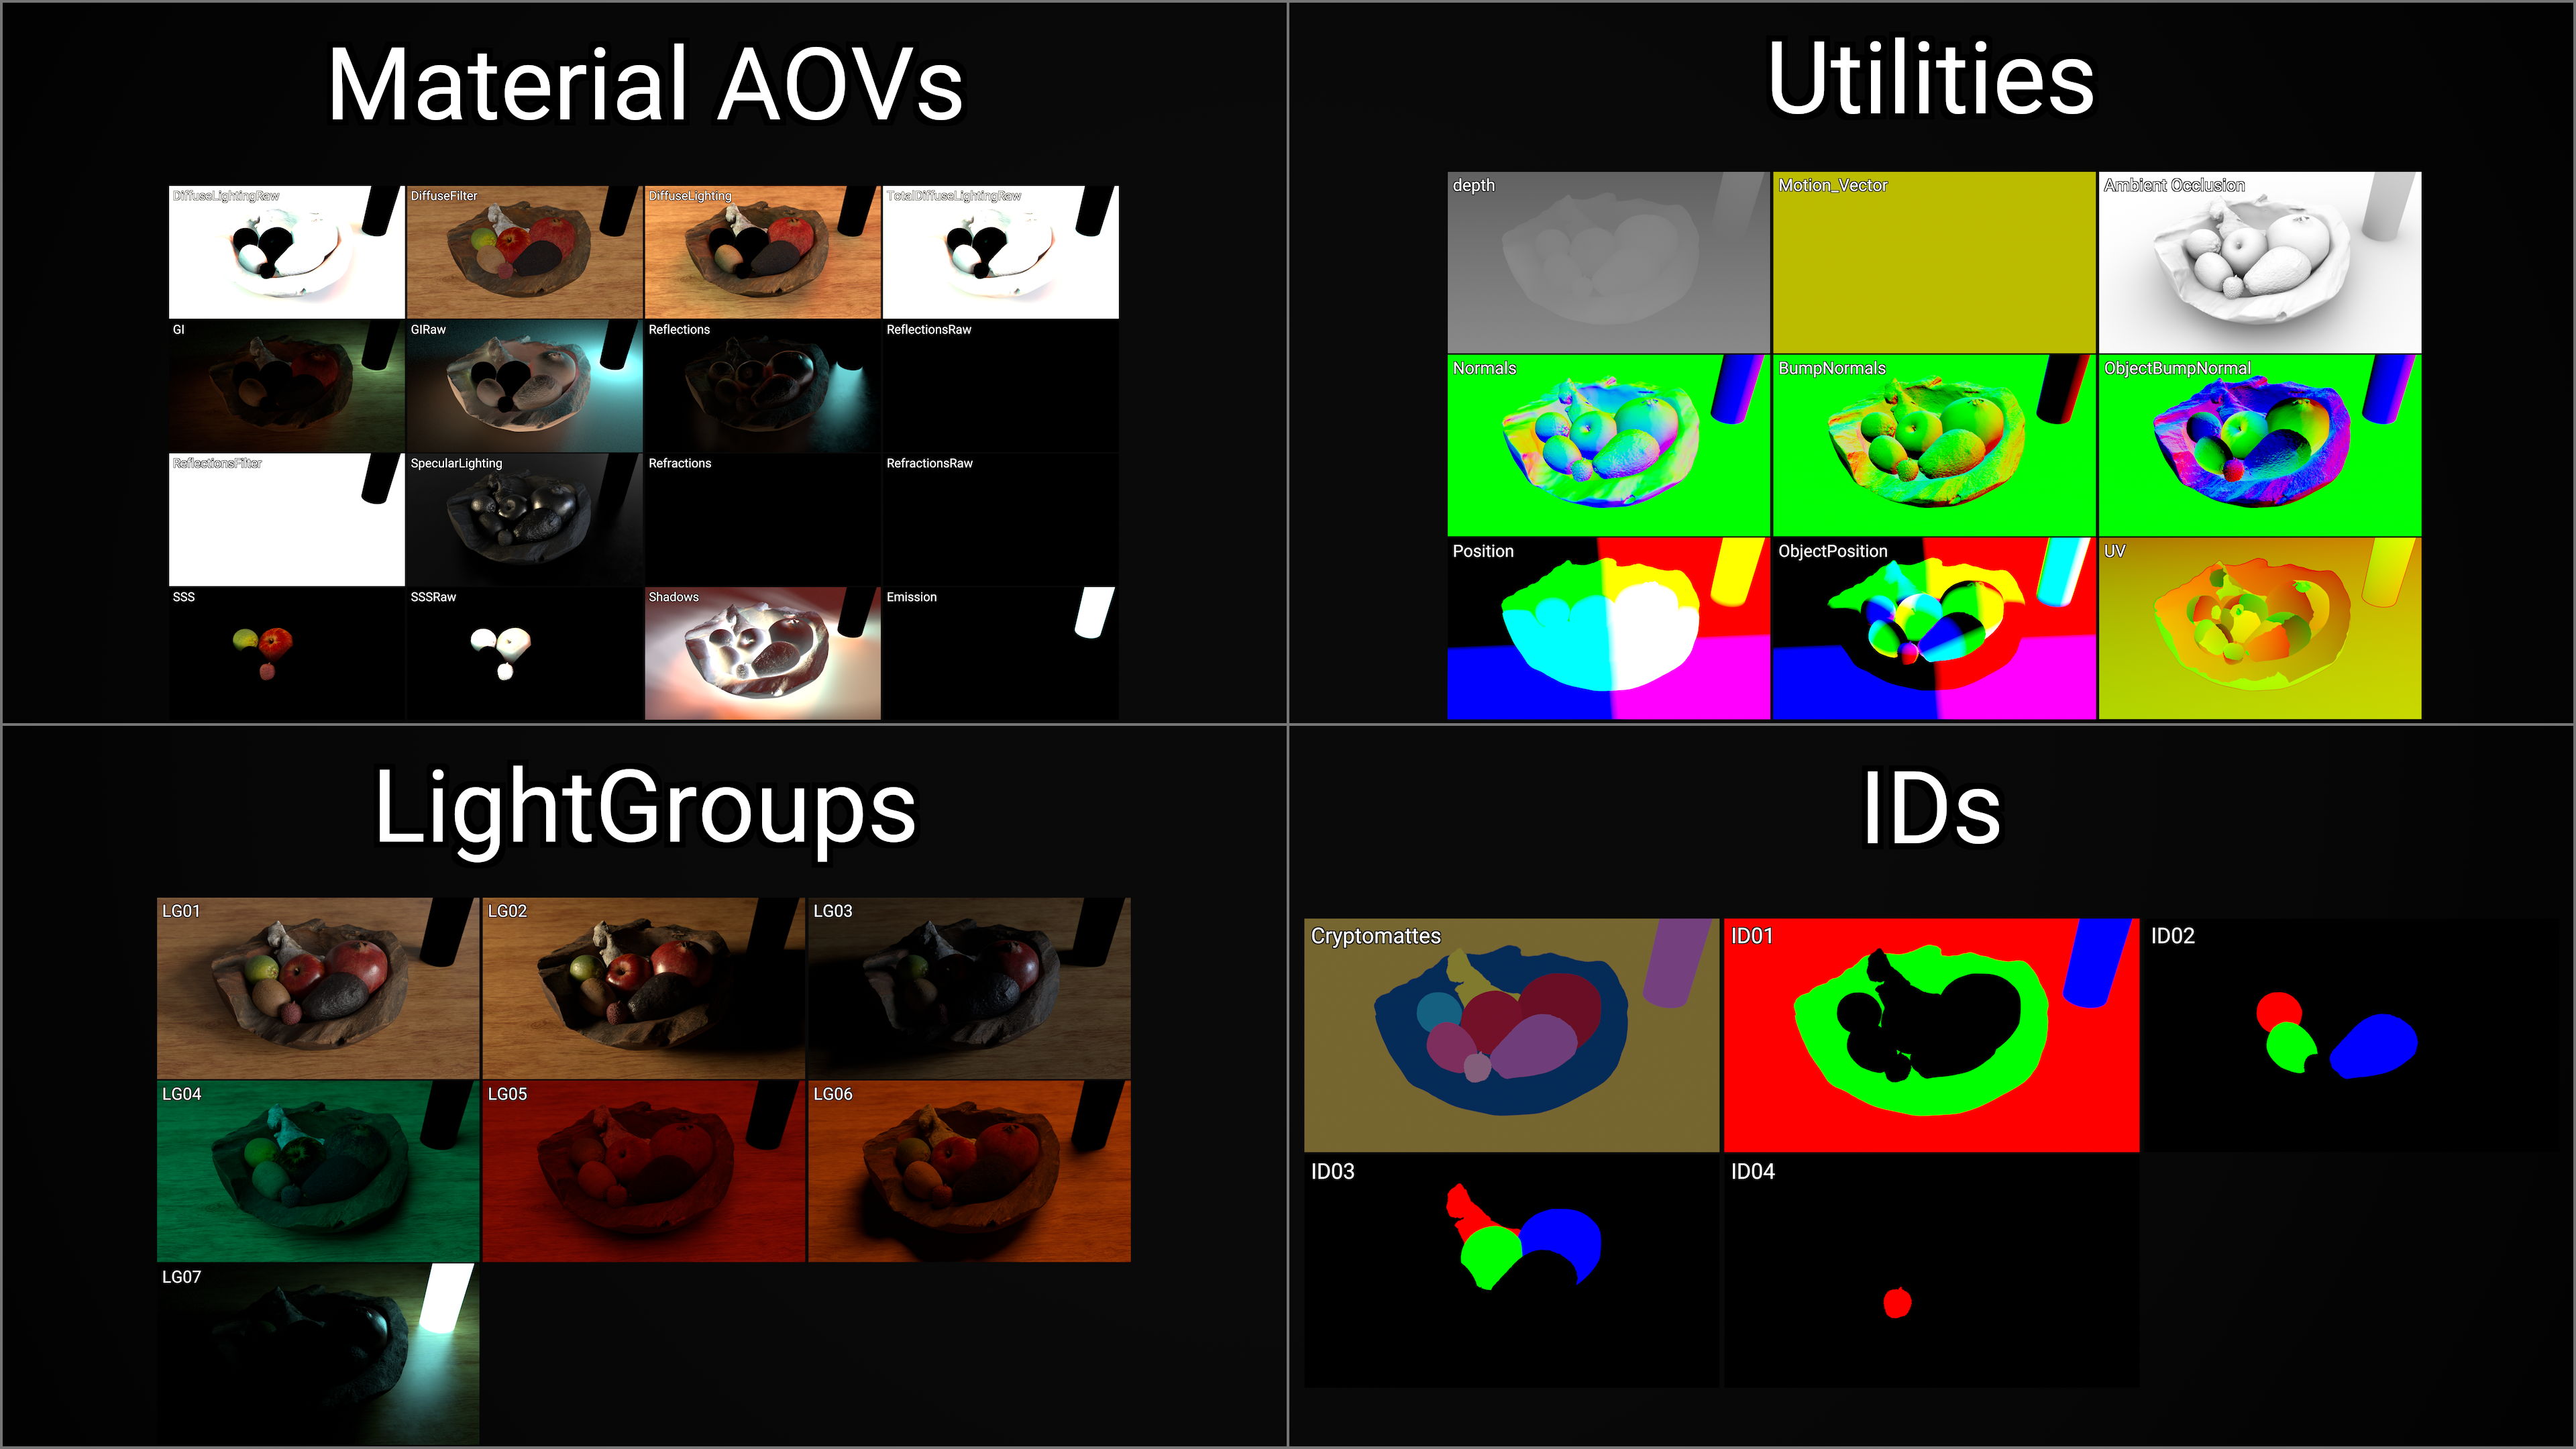 Material AOVs
DiffuseLightingRaw
DiffuseFilter
DiffuseLighting
TotalDiffuseLightingRaw
GI
GIRaw
Reflections
ReflectionsRaw
ReflectionsFilter
SpecularLighting
Refractions
RefractionsRaw
SSS
SSSRaw
Shadows
Emission
Utilities
depth
Motion_Vector
Ambient Occlusion
Normals
BumpNormals
ObjectBumpNormal
Position
ObjectPosition
UV
LightGroups
LG01
LG02
LG03
LG04
LG05
LG06
LG07
IDs
Cryptomattes
ID01
ID02
ID03
ID04